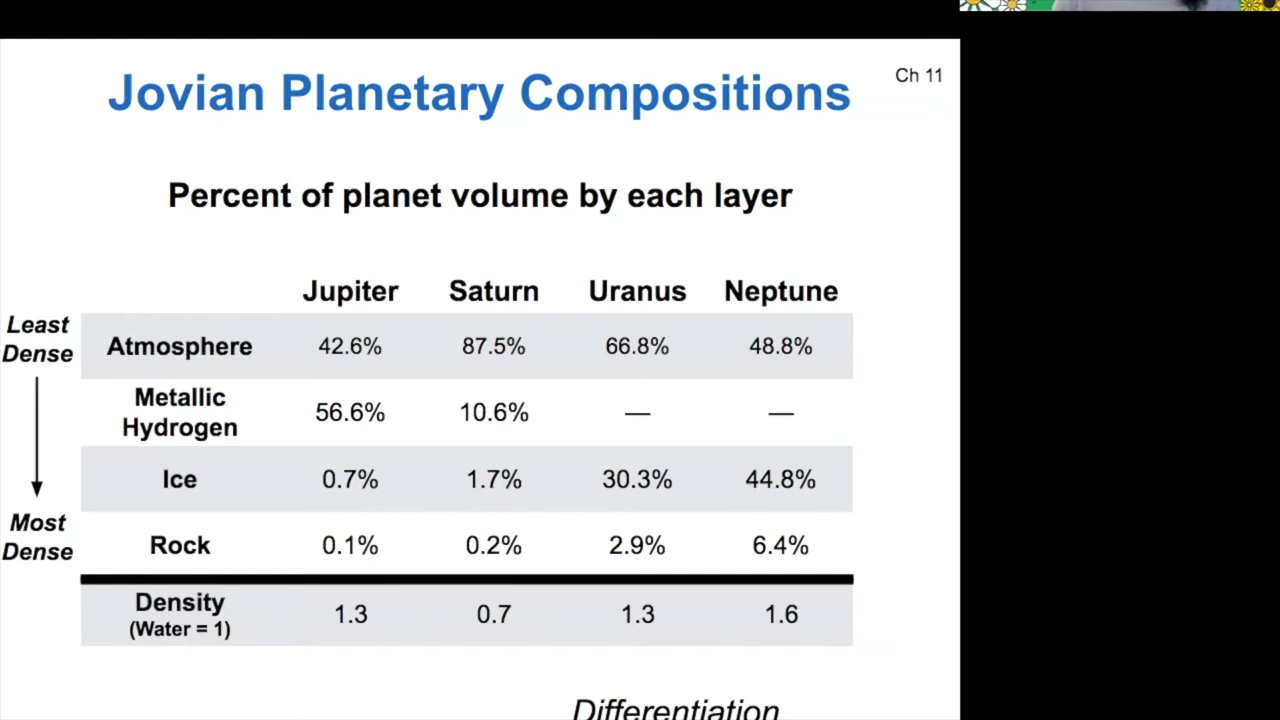 Ch 11
Jovian Planetary Compositions
Percent of planet volume by each layer
Jupiter Saturn Uranus Neptune
Least
Dense
Atmosphere 42.6% 87.5% 66.8% 48.8%
Metallic
Hydrogen 56.6% 10.6% — —
Ice 0.7% 1.7% 30.3% 44.8%
Most
Dense
Rock 0.1% 0.2% 2.9% 6.4%
Density
(Water = 1) 1.3 0.7 1.3 1.6
Differentiation